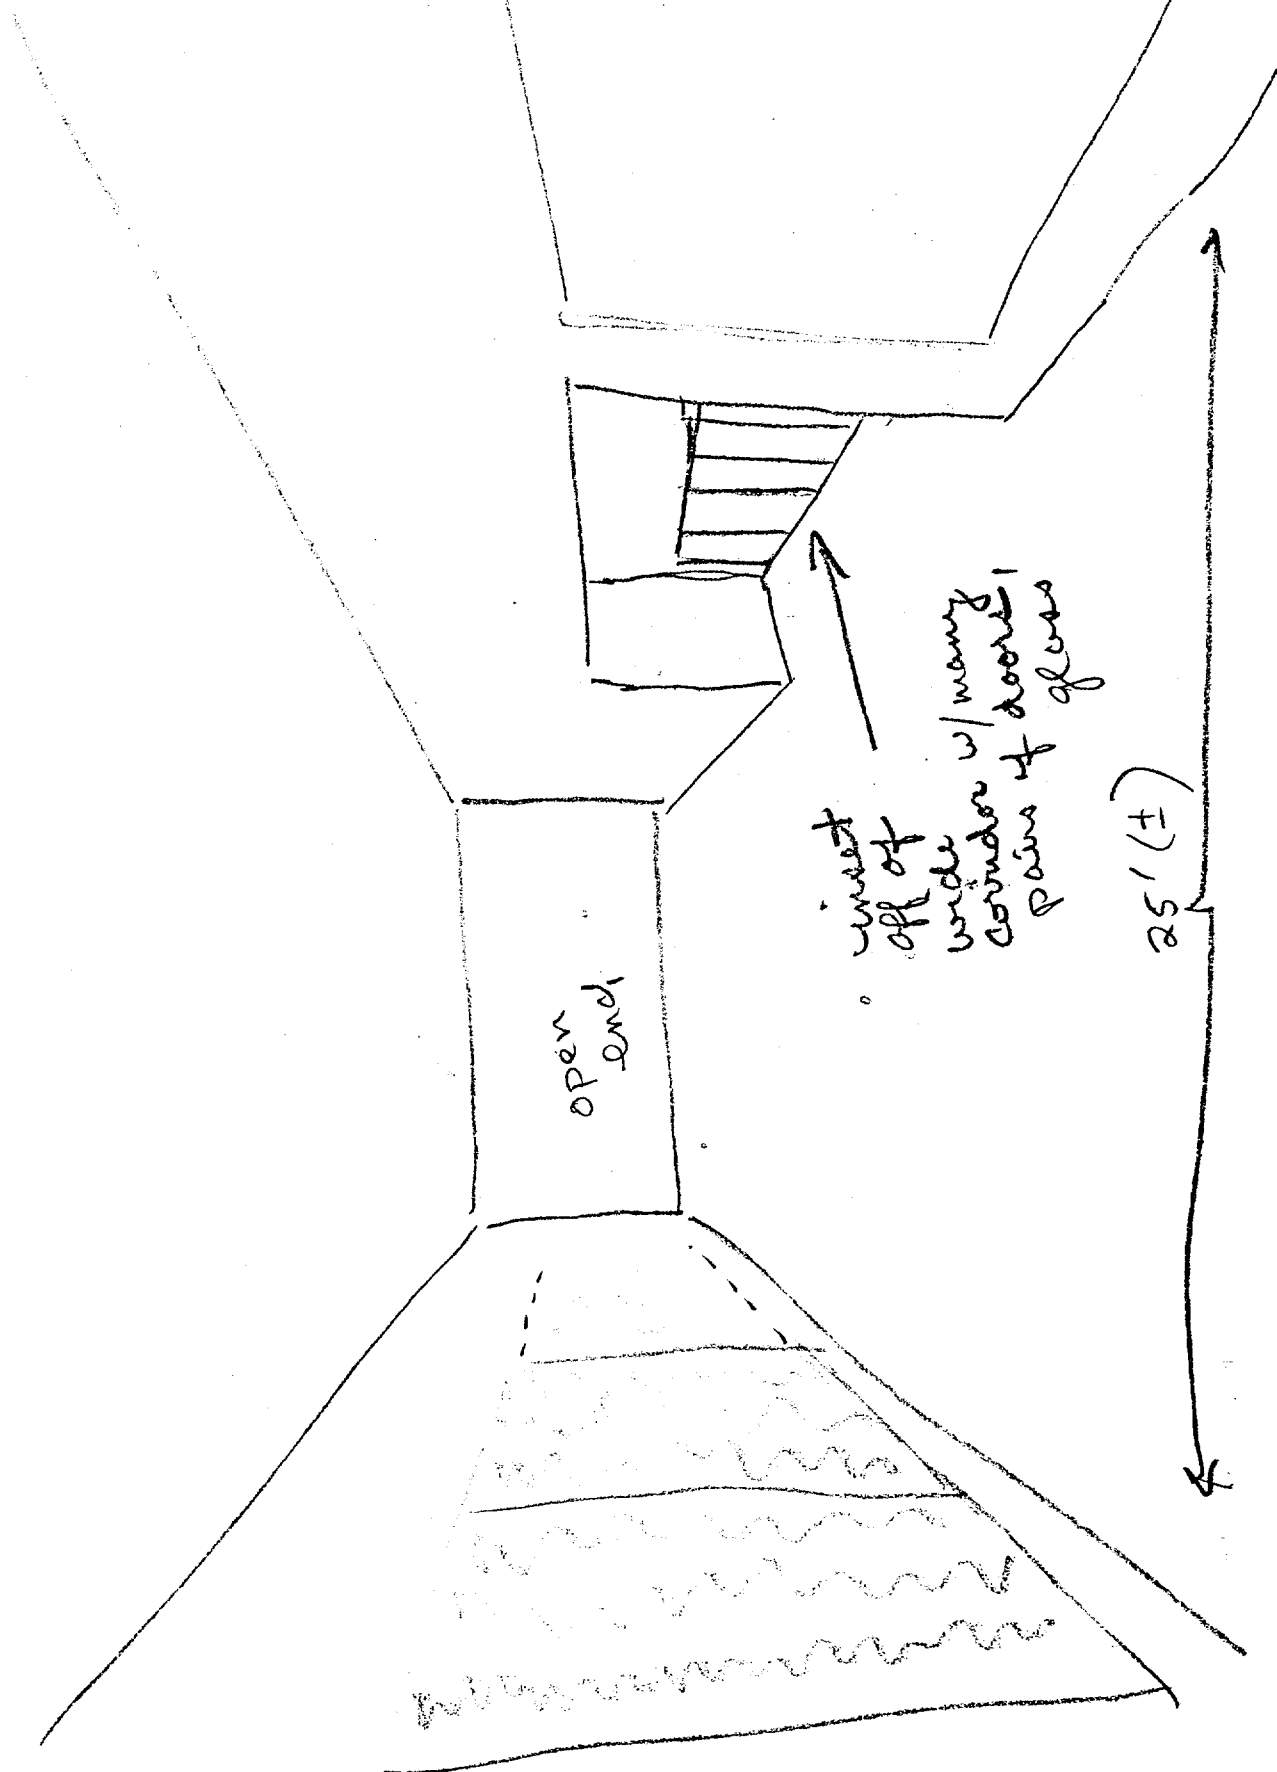 open
end,
inset
off of
wide
corridor w/ many
pairs of doors,
glass
25' (±)